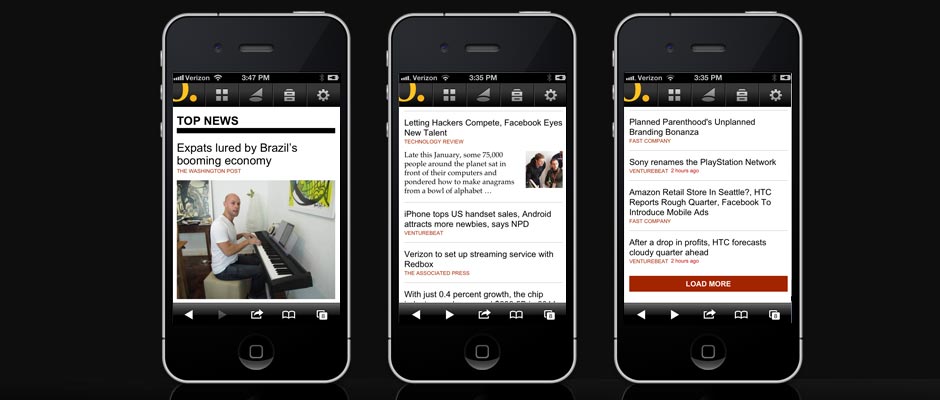 Verizon 3:47 PM
TOP NEWS
Expats lured by Brazil's
booming economy
THE WASHINGTON POST
8
Verizon 3:35 PM
Letting Hackers Compete, Facebook Eyes
New Talent
TECHNOLOGY REVIEW
Late this January, some 75,000
people around the planet sat in
front of their computers and
pondered how to make anagrams
from a bowl of alphabet …
iPhone tops US handset sales, Android
attracts more newbies, says NPD
VENTUREBEAT
Verizon to set up streaming service with
Redbox
THE ASSOCIATED PRESS
With just 0.4 percent growth, the chip
8
Verizon 3:35 PM
Planned Parenthood's Unplanned
Branding Bonanza
FAST COMPANY
Sony renames the PlayStation Network
VENTUREBEAT 2 hours ago
Amazon Retail Store In Seattle?, HTC
Reports Rough Quarter, Facebook To
Introduce Mobile Ads
FAST COMPANY
After a drop in profits, HTC forecasts
cloudy quarter ahead
VENTUREBEAT 2 hours ago
LOAD MORE
8